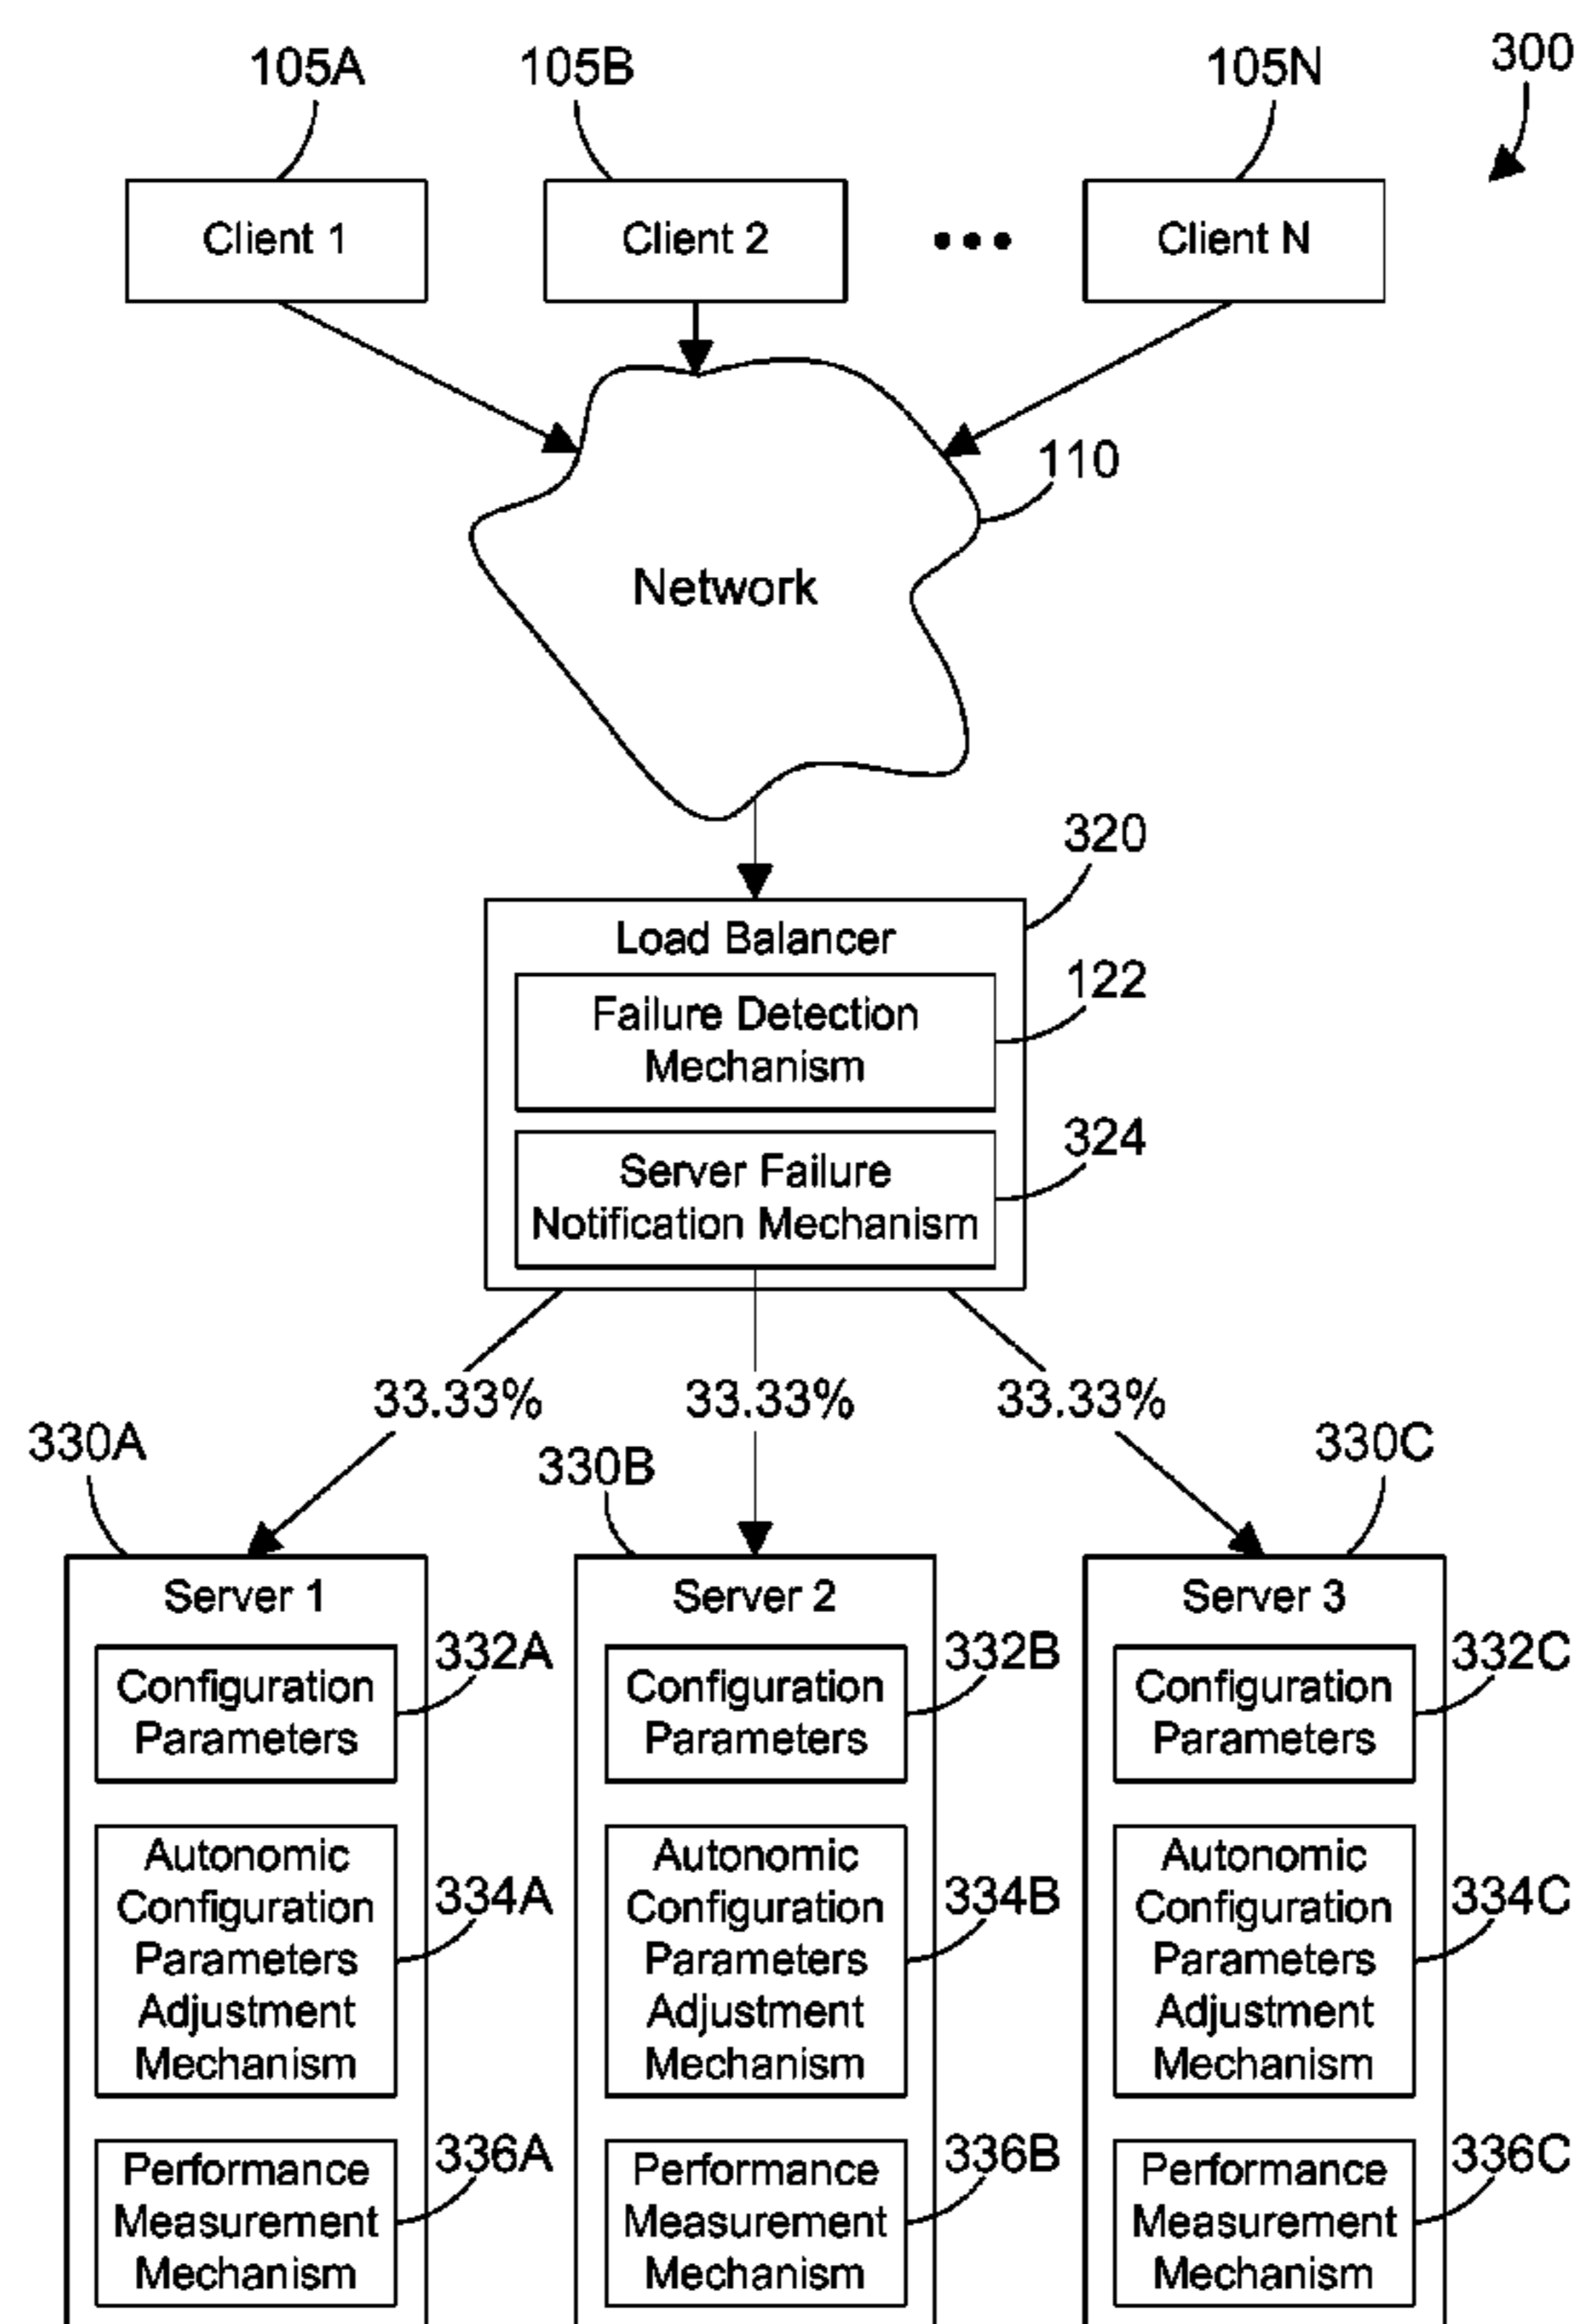 105A
105B
105N
300
Client 1
Client 2
•••
Client N
110
Network
320
Load Balancer
122
Failure Detection
Mechanism
324
Server Failure
Notification Mechanism
33.33%
33.33%
33.33%
330A
330B
330C
Server 1
Configuration
Parameters
332A
Autonomic
Configuration
Parameters
Adjustment
Mechanism
334A
Performance
Measurement
Mechanism
336A
Server 2
Configuration
Parameters
332B
Autonomic
Configuration
Parameters
Adjustment
Mechanism
334B
Performance
Measurement
Mechanism
336B
Server 3
Configuration
Parameters
332C
Autonomic
Configuration
Parameters
Adjustment
Mechanism
334C
Performance
Measurement
Mechanism
336C